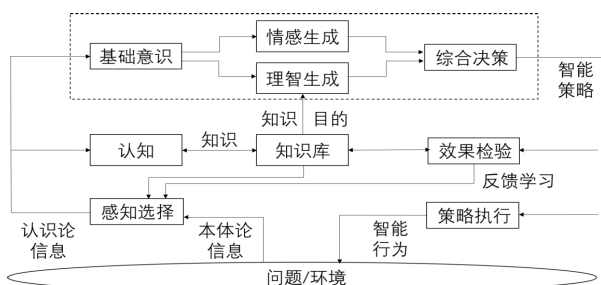 情感生成
基础意识
综合决策
理智生成
智能
策略
知识 目的
认知
知识
知识库
效果检验
反馈学习
感知选择
策略执行
认识论
信息
本体论
信息
智能
行为
问题/环境